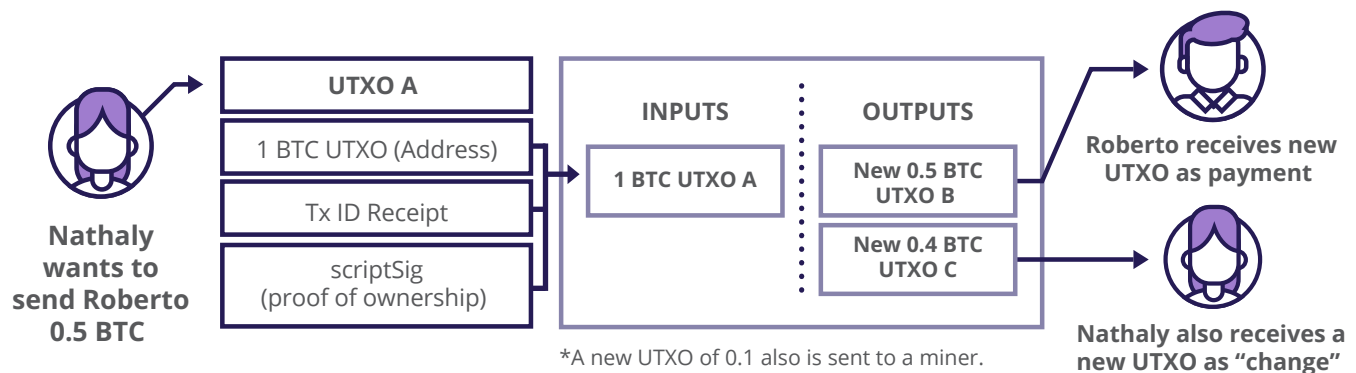 Nathaly
wants to
send Roberto
0.5 BTC
UTXO A
1 BTC UTXO (Address)
Tx ID Receipt
scriptSig
(proof of ownership)
INPUTS
1 BTC UTXO A
OUTPUTS
New 0.5 BTC
UTXO B
New 0.4 BTC
UTXO C
*A new UTXO of 0.1 also is sent to a miner.
Roberto receives new
UTXO as payment
Nathaly also receives a
new UTXO as “change”